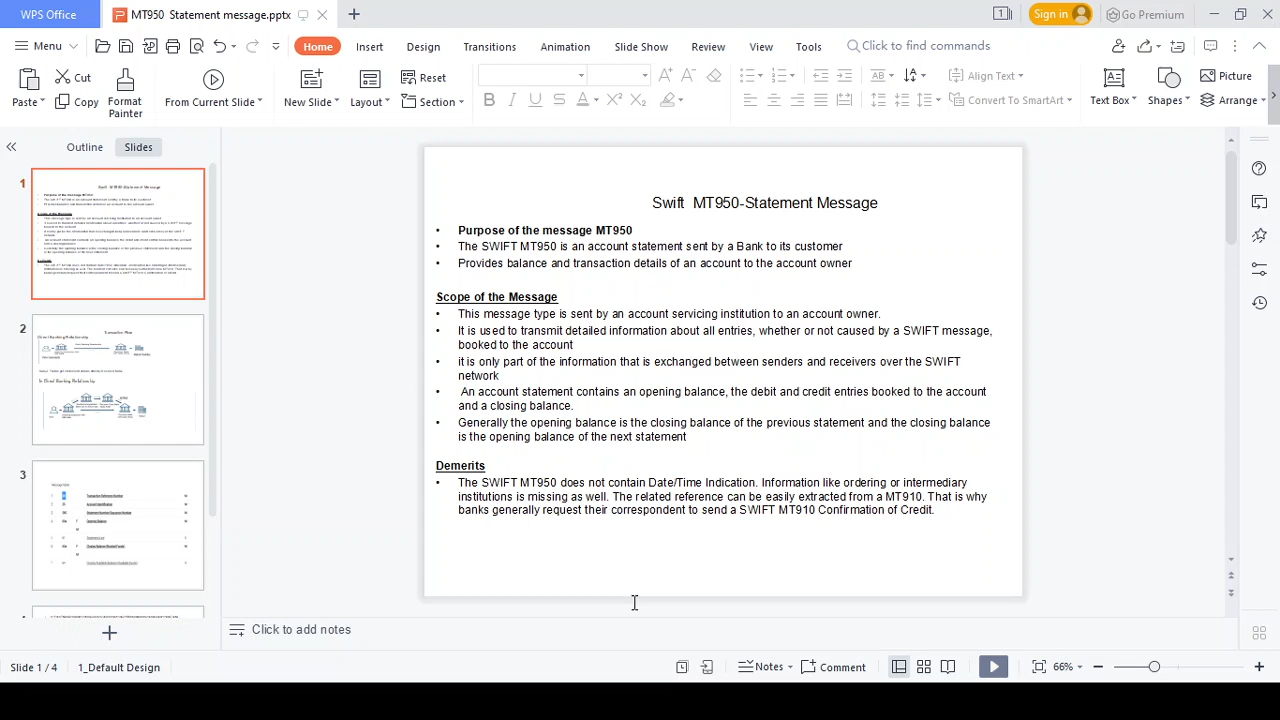 WPS Office
MT950 Statement message.pptx
Sign in
Go Premium
Menu
Home
Insert
Design
Transitions
Animation
Slide Show
Review
View
Tools
Click to find commands
Paste
Cut
Copy
Format Painter
From Current Slide
New Slide
Layout
Reset
Section
Align Text
Convert To SmartArt
Text Box
Shapes
Picture
Arrange
Outline
Slides
1
2
3
Swift MT950-Statement Message
• Purpose of the message MT950
• The SWIFT MT950 is an account statement sent by a Bank to its customer
• Provides balance and transaction details of an account to the account owner
Scope of the Message
• This message type is sent by an account servicing institution to an account owner.
• It is used to transmit detailed information about all entries, whether or not caused by a SWIFT message,
booked to the account
• it is only part of the information that is exchanged between senders and receivers over the SWIFT
network
• An account statement contains an opening balance, the debit and credit entries booked to the account
and a closing balance.
• Generally the opening balance is the closing balance of the previous statement and the closing balance
is the opening balance of the next statement
Demerits
• The SWIFT MT950 does not contain Date/Time Indication. Information like ordering or intermediary
institutions is missing as well. The related reference can be easily collected from a MT 910. That is why
banks generally request their correspondent to send a SWIFT MT910 Confirmation of Credit.
Click to add notes
Slide 1 / 4
1_Default Design
Notes
Comment
66%